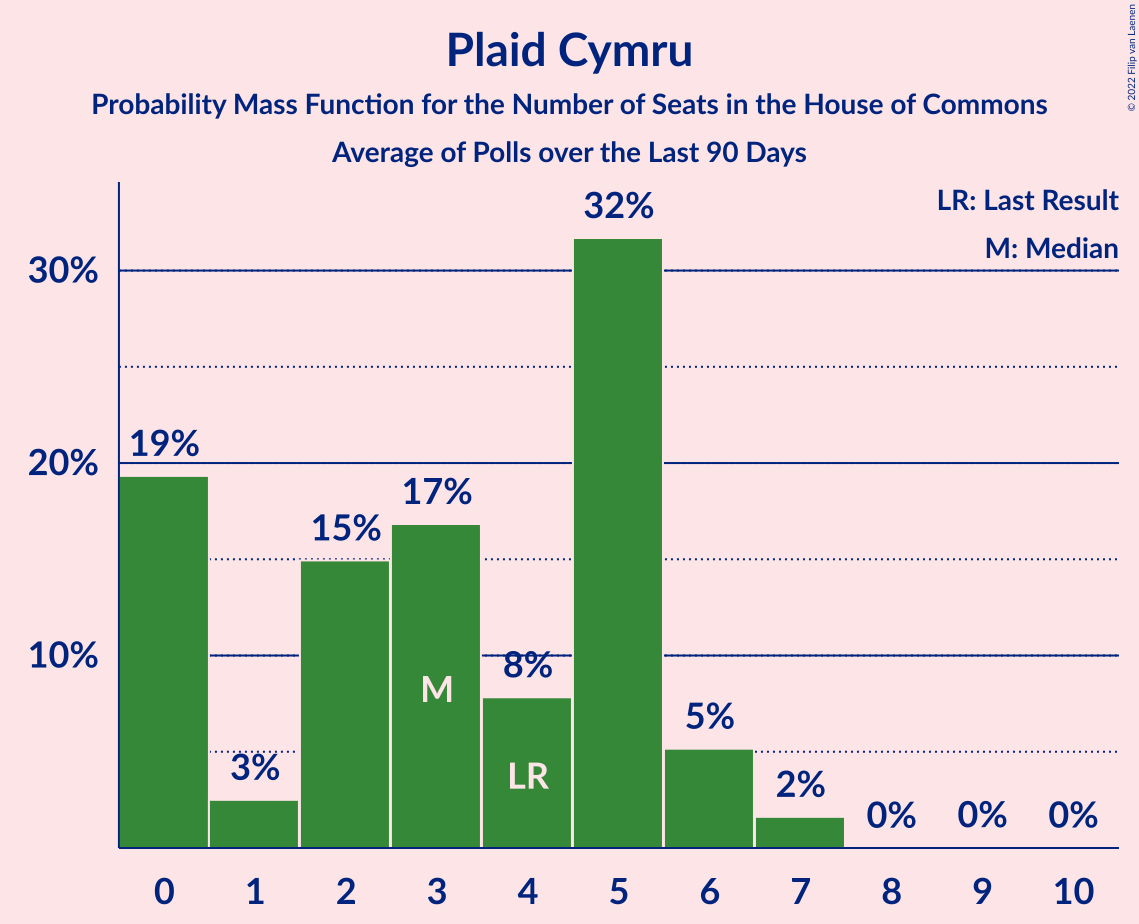 Plaid Cymru
Probability Mass Function for the Number of Seats in the House of Commons
Average of Polls over the Last 90 Days
© 2022 Filip van Laenen
LR: Last Result
M: Median
30%
20%
10%
19%
3%
15%
17%
8%
32%
5%
2%
0%
0%
0%
M
LR
0 1 2 3 4 5 6 7 8 9 10